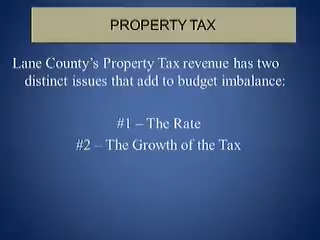 PROPERTY TAX
Lane County's Property Tax revenue has two
distinct issues that add to budget imbalance:
#1 – The Rate
#2 – The Growth of the Tax